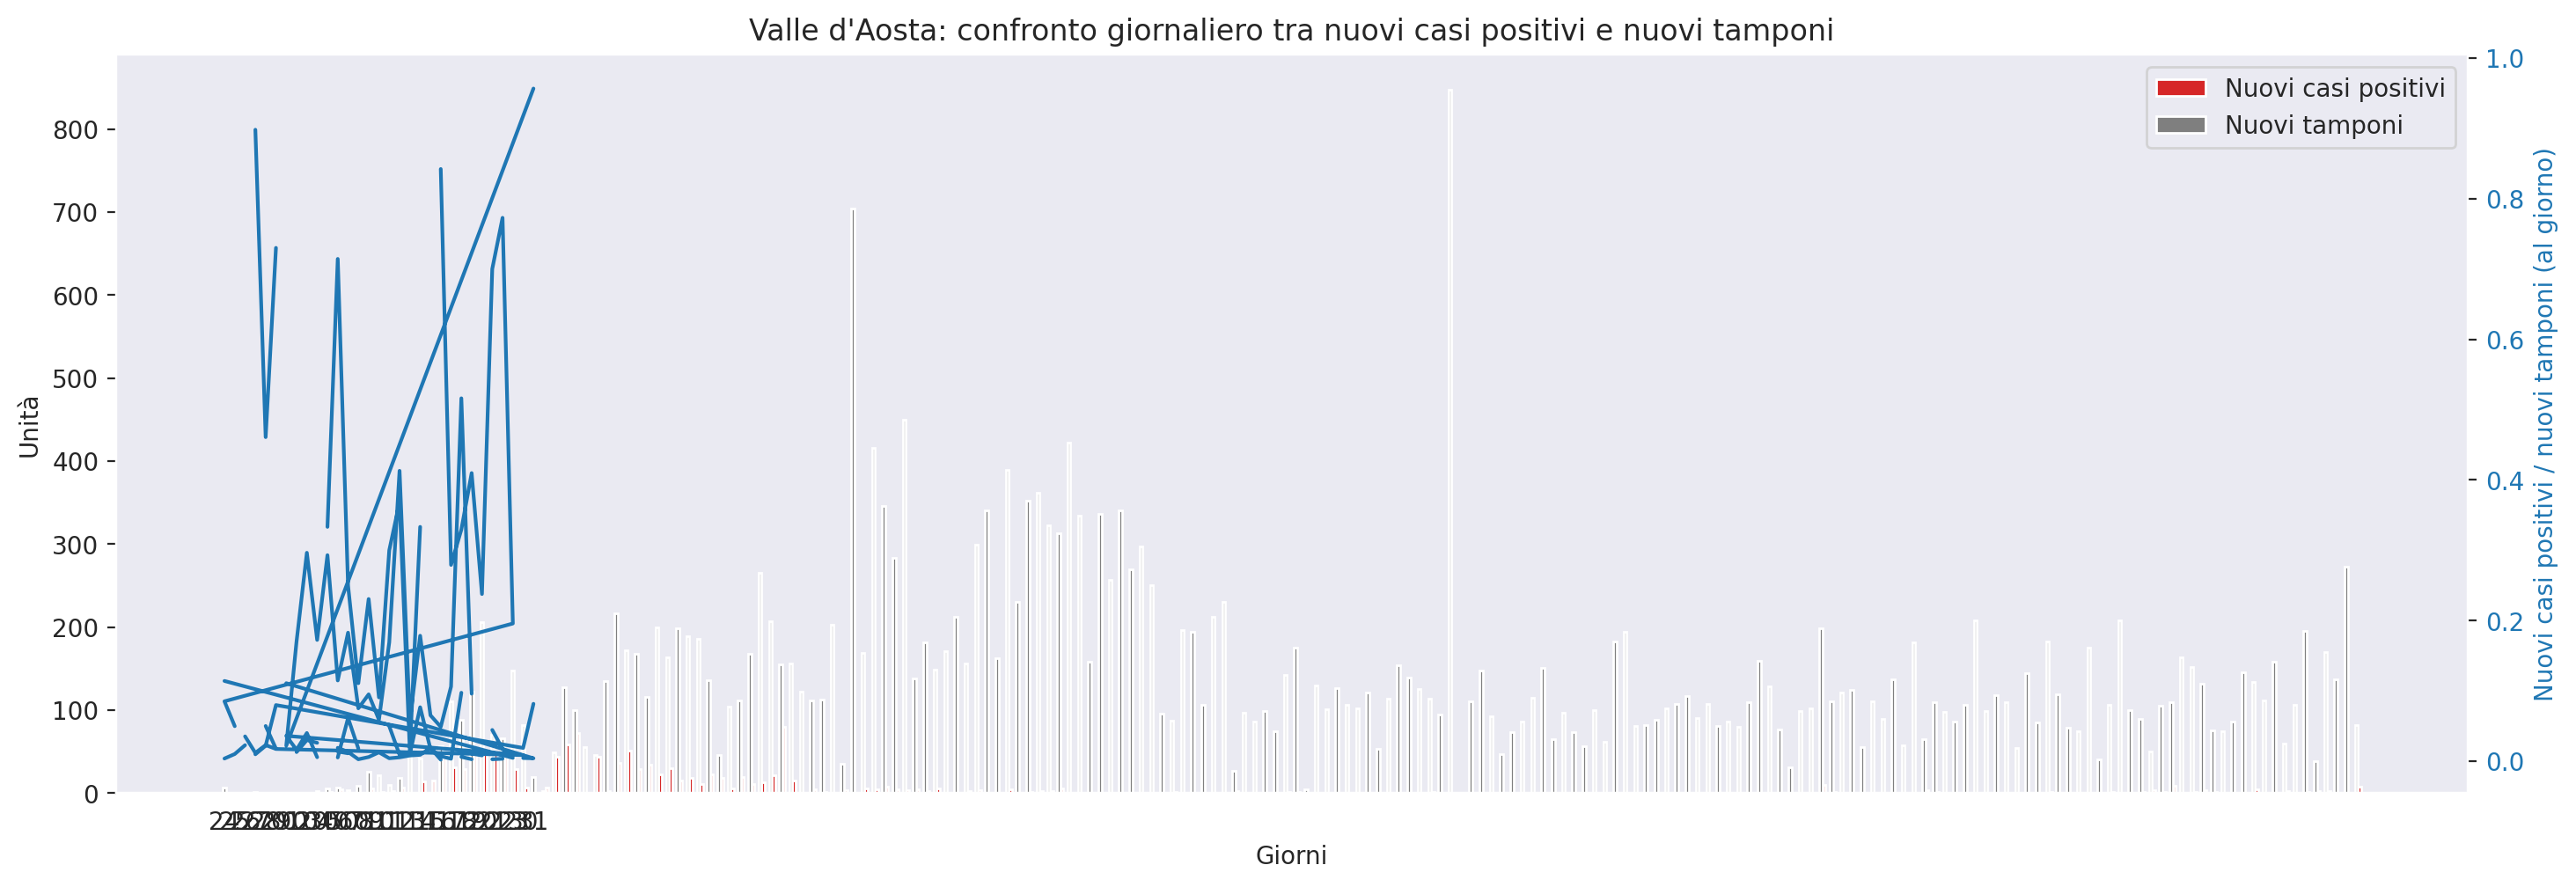 Valle d'Aosta: confronto giornaliero tra nuovi casi positivi e nuovi tamponi
Nuovi casi positivi
Nuovi tamponi
800
700
600
500
400
300
200
100
0
Unità
1.0
0.8
0.6
0.4
0.2
0.0
Nuovi casi positivi / nuovi tamponi (al giorno)
Giorni